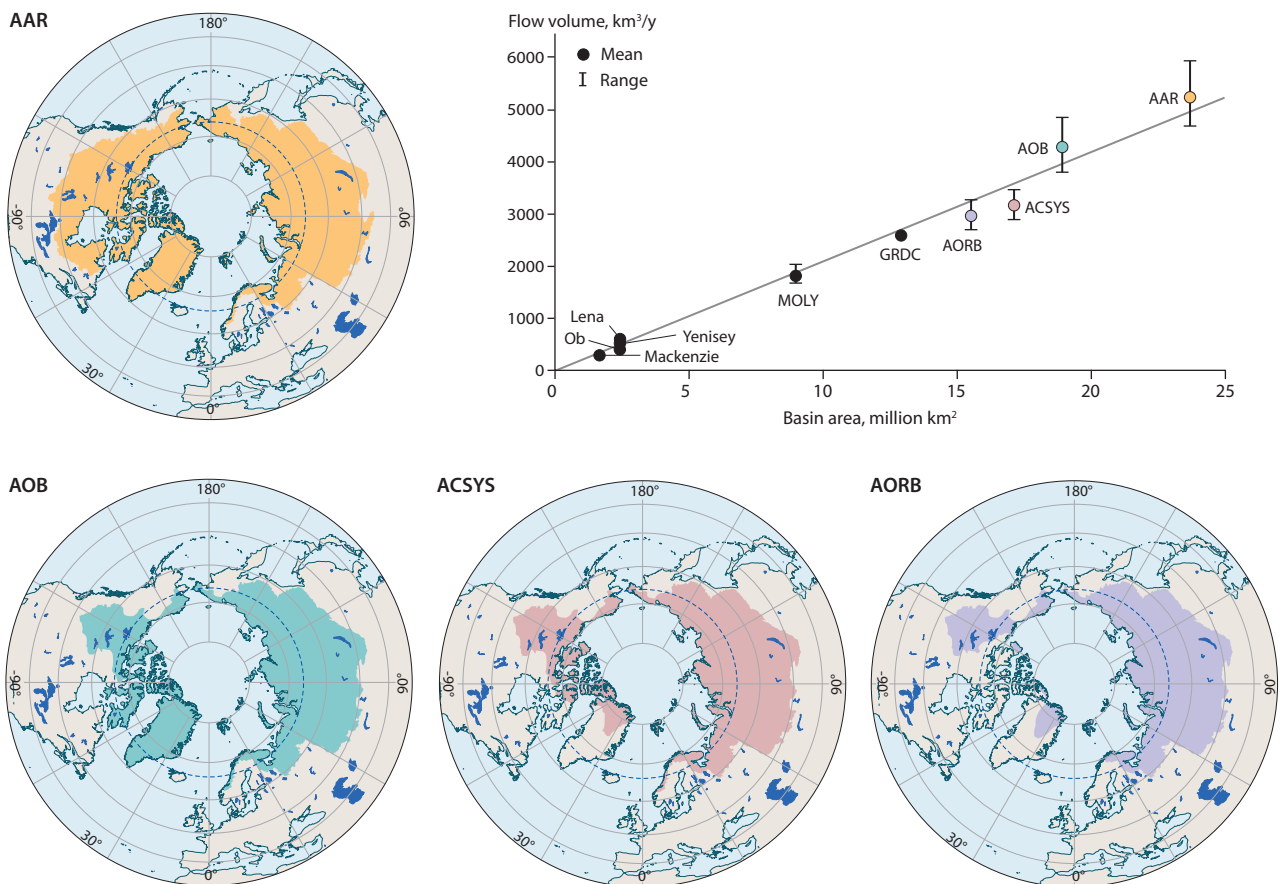 AAR
180°
90°
0°
30°
-90°
Flow volume, km³/y
Mean
Range
6000
5000
4000
3000
2000
1000
0
AAR
AOB
ACSYS
AORB
GRDC
MOLY
Lena
Ob
Yenisey
Mackenzie
0
5
10
15
20
25
Basin area, million km²
AOB
180°
90°
0°
30°
-90°
ACSYS
180°
90°
0°
30°
-90°
AORB
180°
90°
0°
30°
-90°